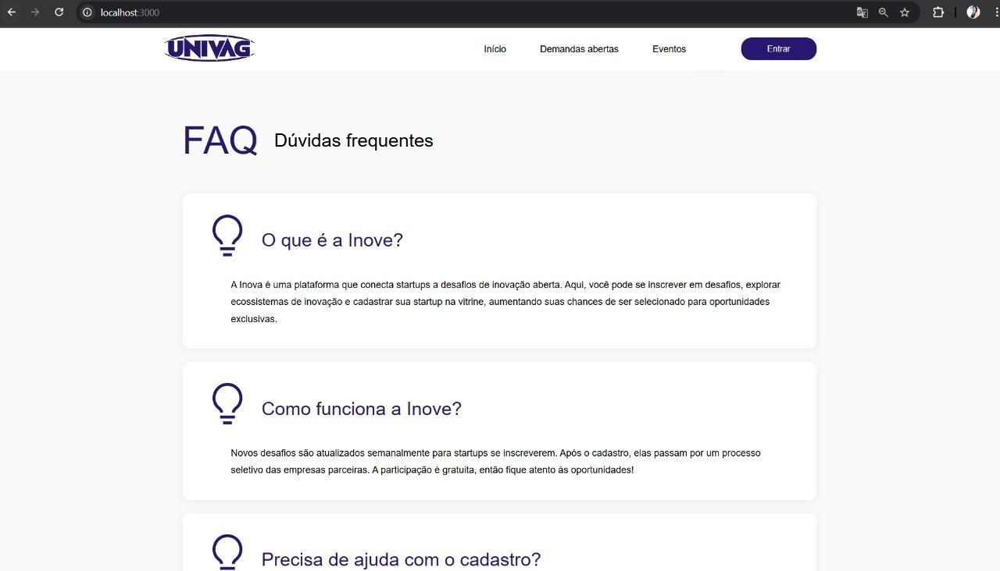 localhost:3000
UNIVAG
Início Demandas abertas Eventos Entrar
FAQ Dúvidas frequentes
O que é a Inove?
A Inova é uma plataforma que conecta startups a desafios de inovação aberta. Aqui, você pode se inscrever em desafios, explorar
ecossistemas de inovação e cadastrar sua startup na vitrine, aumentando suas chances de ser selecionado para oportunidades
exclusivas.
Como funciona a Inove?
Novos desafios são atualizados semanalmente para startups se inscreverem. Após o cadastro, elas passam por um processo
seletivo das empresas parceiras. A participação é gratuita, então fique atento às oportunidades!
Precisa de ajuda com o cadastro?